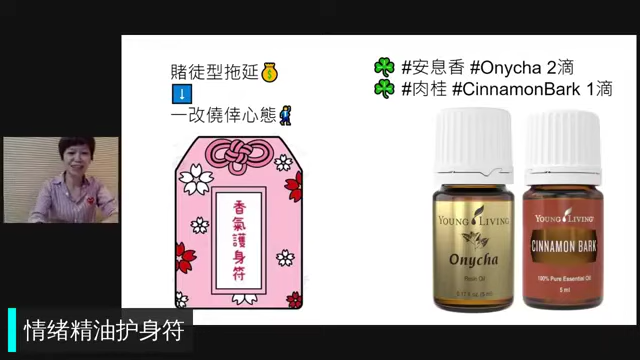 賭徒型拖延💰
⬇️
一改僥倖心態
☘️ #安息香 #Onycha 2滴
☘️ #肉桂 #CinnamonBark 1滴
香氣護身符
YOUNG LIVING
Onycha
YOUNG LIVING
CINNAMON BARK
100% Pure Essential Oil
5 ml
情绪精油护身符